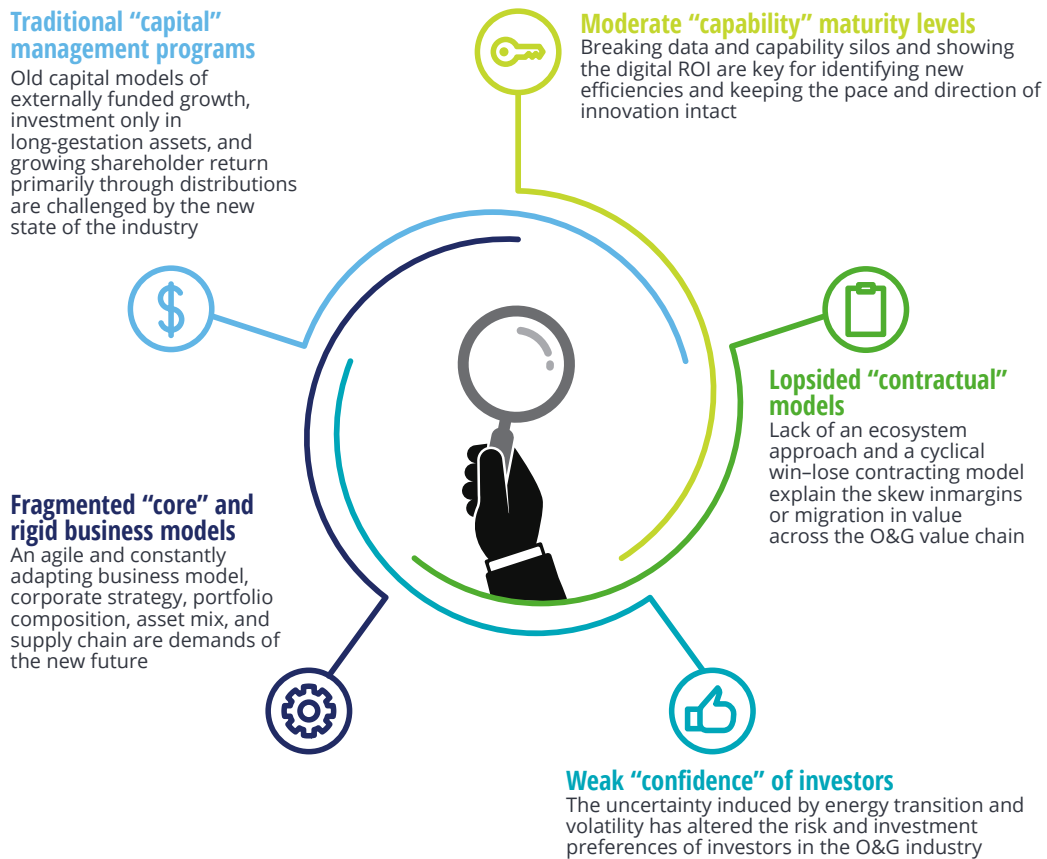 Traditional “capital”
management programs
Old capital models of
externally funded growth,
investment only in
long-gestation assets, and
growing shareholder return
primarily through distributions
are challenged by the new
state of the industry
Moderate “capability” maturity levels
Breaking data and capability silos and showing
the digital ROI are key for identifying new
efficiencies and keeping the pace and direction of
innovation intact
Lopsided “contractual”
models
Lack of an ecosystem
approach and a cyclical
win–lose contracting model
explain the skew inmargins
or migration in value
across the O&G value chain
Fragmented “core” and
rigid business models
An agile and constantly
adapting business model,
corporate strategy, portfolio
composition, asset mix, and
supply chain are demands of
the new future
Weak “confidence” of investors
The uncertainty induced by energy transition and
volatility has altered the risk and investment
preferences of investors in the O&G industry